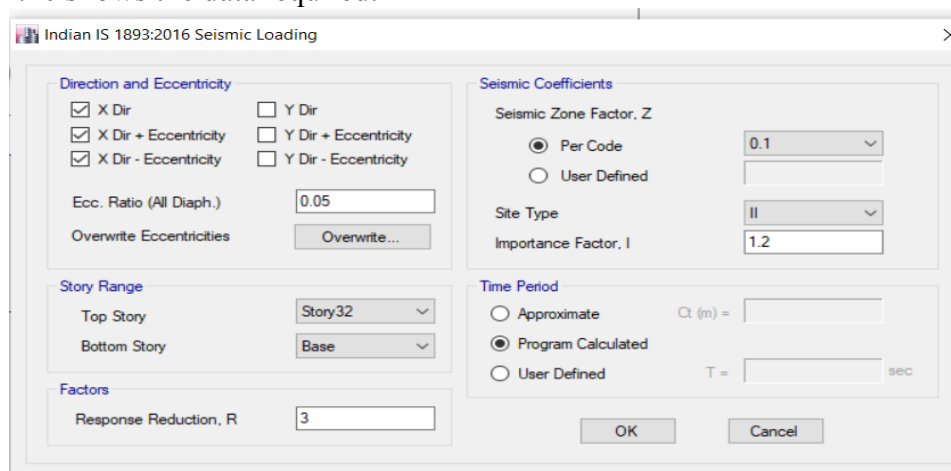 Indian IS 1893:2016 Seismic Loading
Direction and Eccentricity
X Dir
Y Dir
X Dir + Eccentricity
Y Dir + Eccentricity
X Dir - Eccentricity
Y Dir - Eccentricity
Ecc. Ratio (All Diaph.)
0.05
Overwrite Eccentricities
Overwrite...
Story Range
Top Story
Story32
Bottom Story
Base
Factors
Response Reduction, R
3
Seismic Coefficients
Seismic Zone Factor, Z
Per Code
0.1
User Defined
Site Type
II
Importance Factor, I
1.2
Time Period
Approximate
Ct (m) =
Program Calculated
User Defined
T =
sec
OK
Cancel